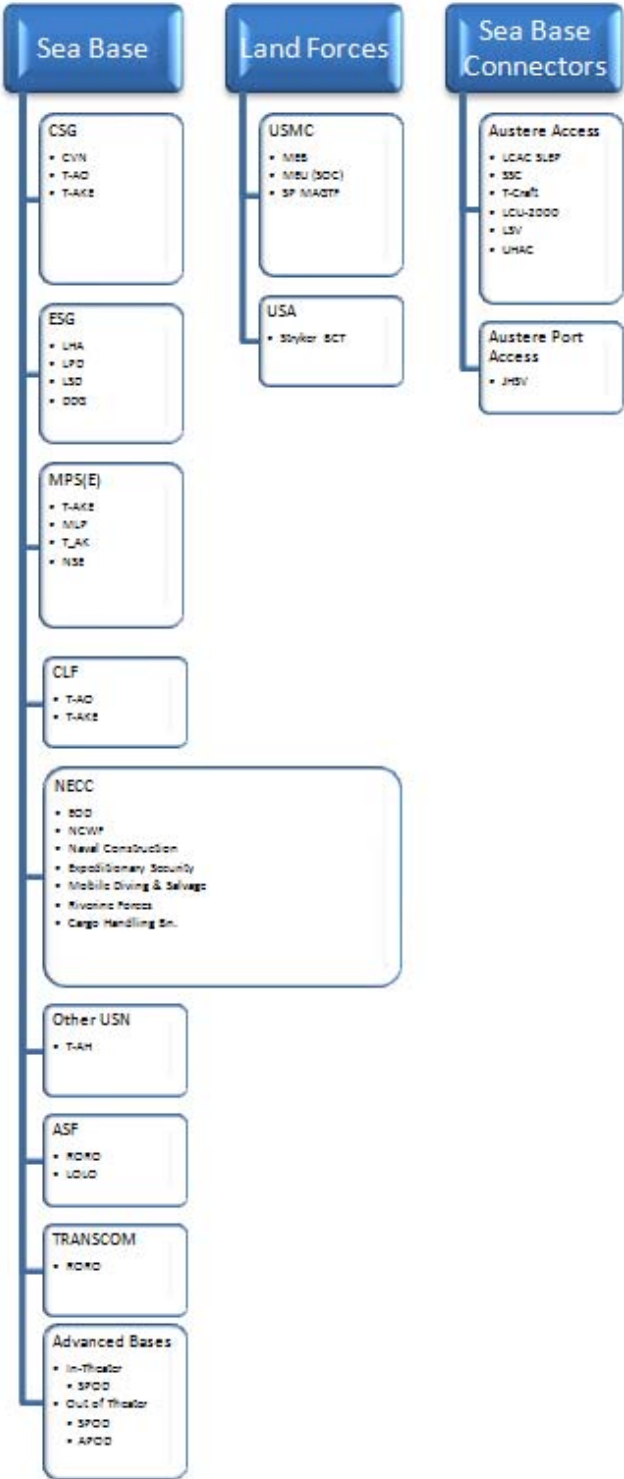 Sea Base
CSG
• CVN
• T-AO
• T-AKE
ESG
• LHA
• LPD
• LSD
• DDG
MPS(E)
• T-AKE
• MLP
• T_AK
• NSE
CLF
• T-AO
• T-AKE
NECC
• EOD
• NCWF
• Naval Construction
• Expeditionary Security
• Mobile Diving & Salvage
• Riverine Forces
• Cargo Handling Bn.
Other USN
• T-AH
ASF
• RORO
• LOLO
TRANSCOM
• RORO
Advanced Bases
• In-Theater
• SPOD
• Out of Theater
• SPOD
• APOD
Land Forces
USMC
• MEB
• MEU (SOC)
• SP MAGTF
USA
• Stryker BCT
Sea Base
Connectors
Austere Access
• LCAC SLEP
• SSC
• T-Craft
• LCU-2000
• LSV
• UHAC
Austere Port
Access
• JHSV